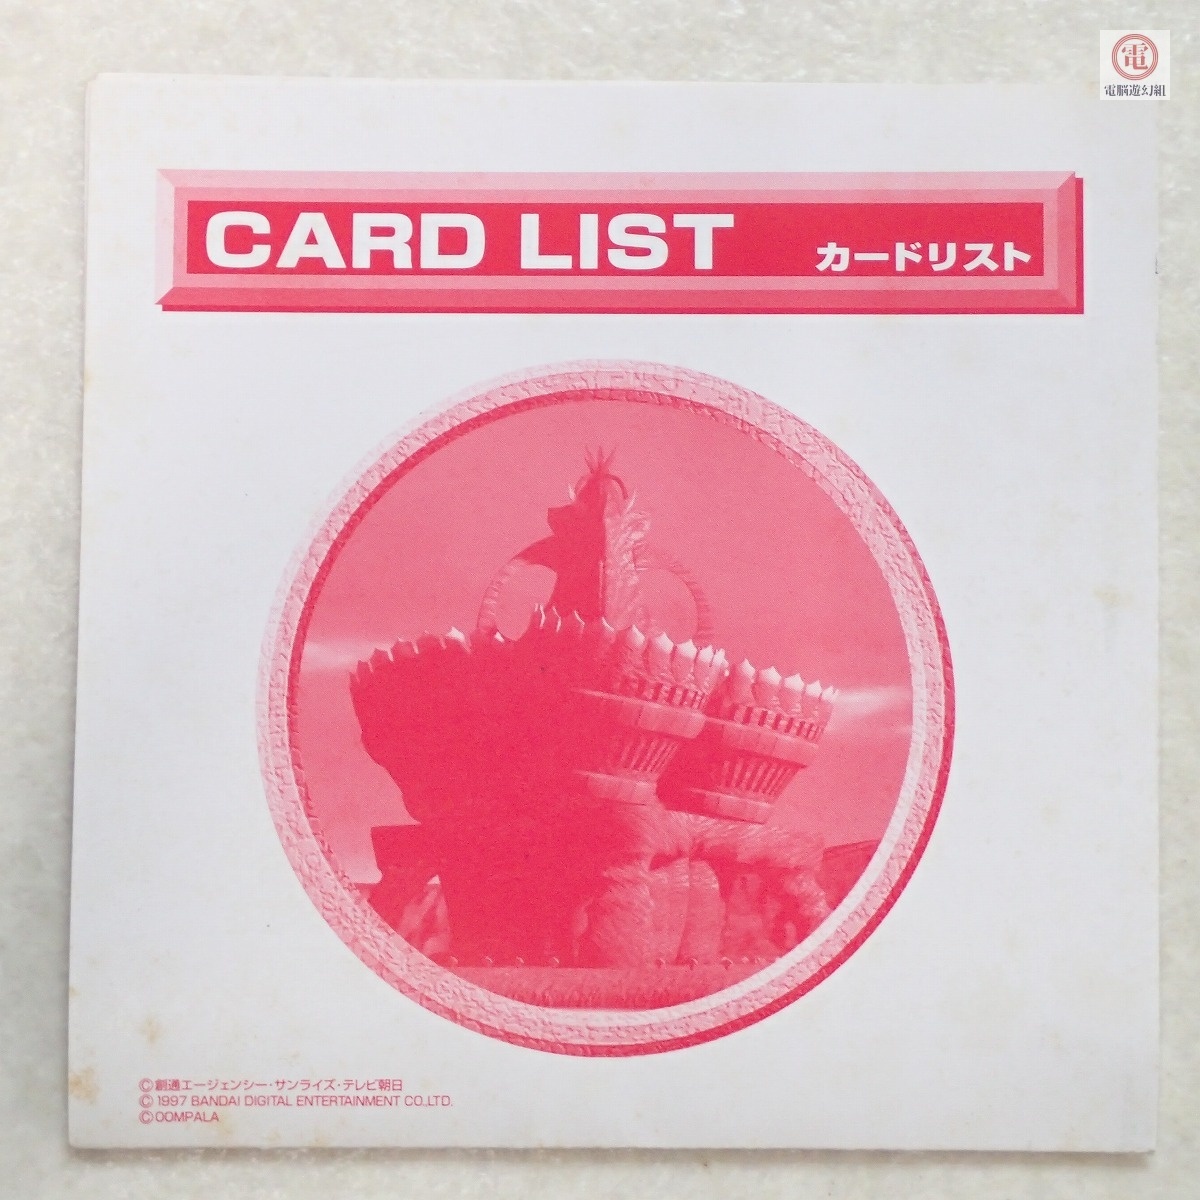 電
電脳遊幻組
CARD LIST カードリスト
©創通エージェンシー・サンライズ・テレビ朝日
© 1997 BANDAI DIGITAL ENTERTAINMENT CO.,LTD.
©OOMPALA